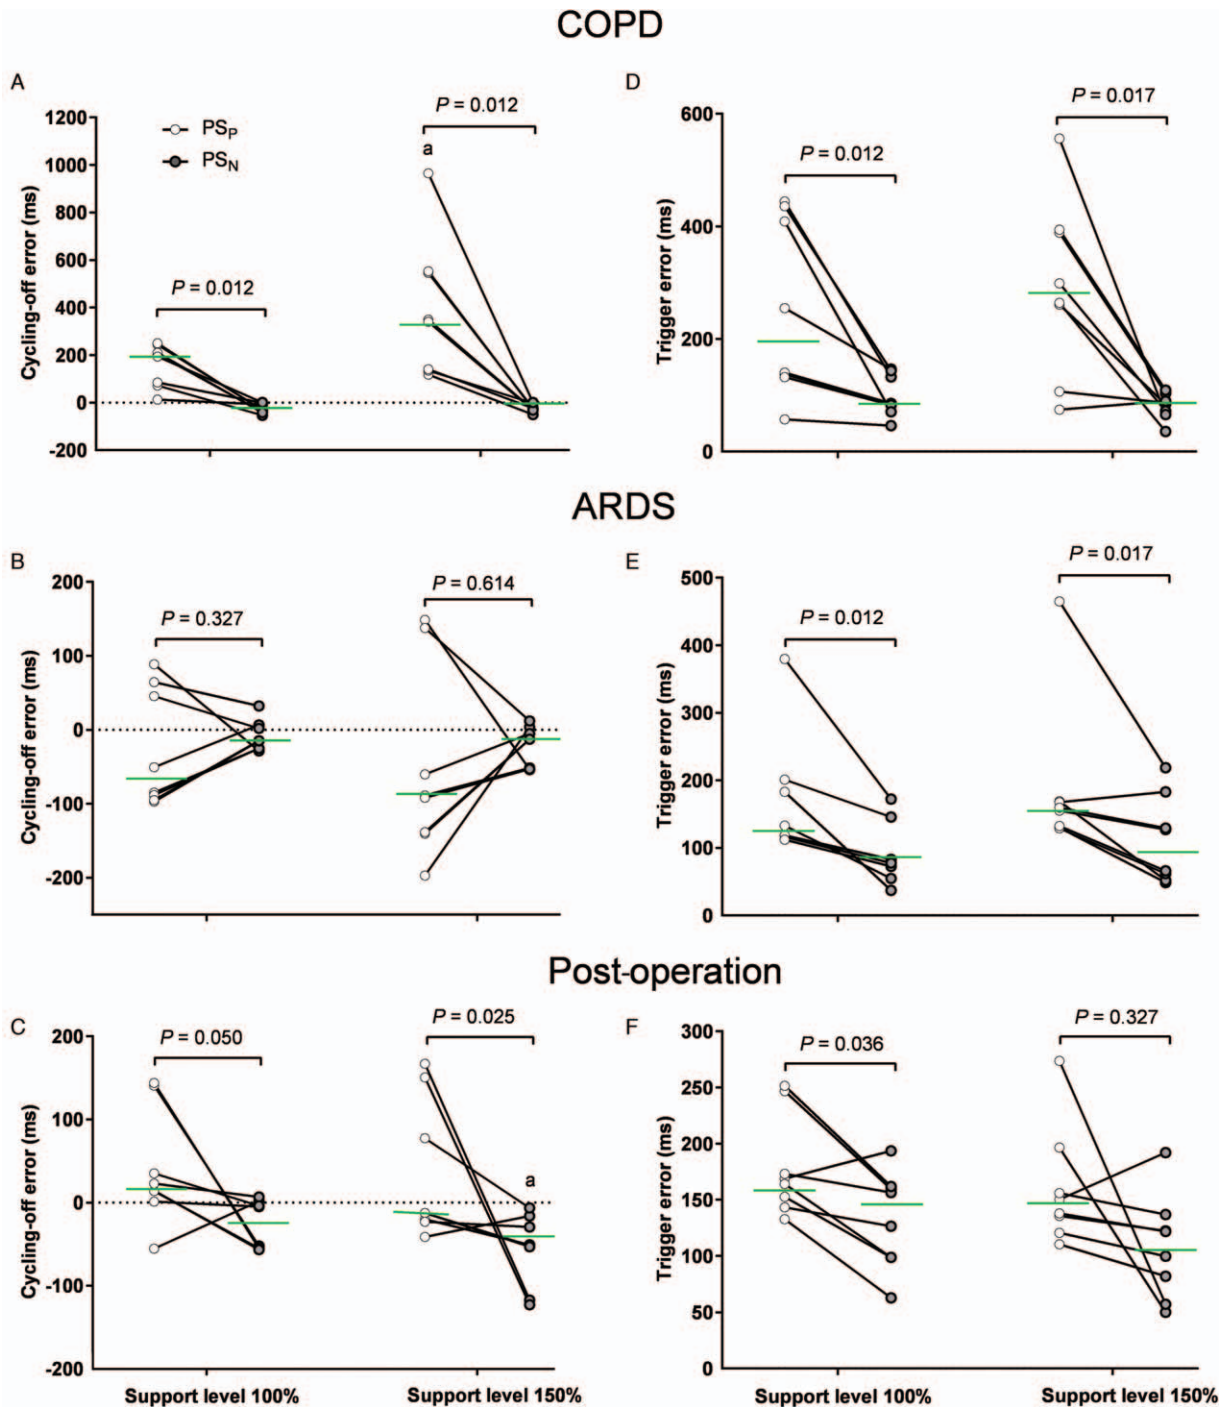 COPD
A
Cycling-off error (ms)
1200
1000
800
600
400
200
0
-200
PSP
PSN
P = 0.012
P = 0.012
a
D
Trigger error (ms)
600
400
200
0
P = 0.012
P = 0.017
ARDS
B
Cycling-off error (ms)
200
100
0
-100
-200
P = 0.327
P = 0.614
E
Trigger error (ms)
500
400
300
200
100
0
P = 0.012
P = 0.017
Post-operation
C
Cycling-off error (ms)
200
100
0
-100
-200
P = 0.050
P = 0.025
a
Support level 100%
Support level 150%
F
Trigger error (ms)
300
250
200
150
100
50
0
P = 0.036
P = 0.327
Support level 100%
Support level 150%